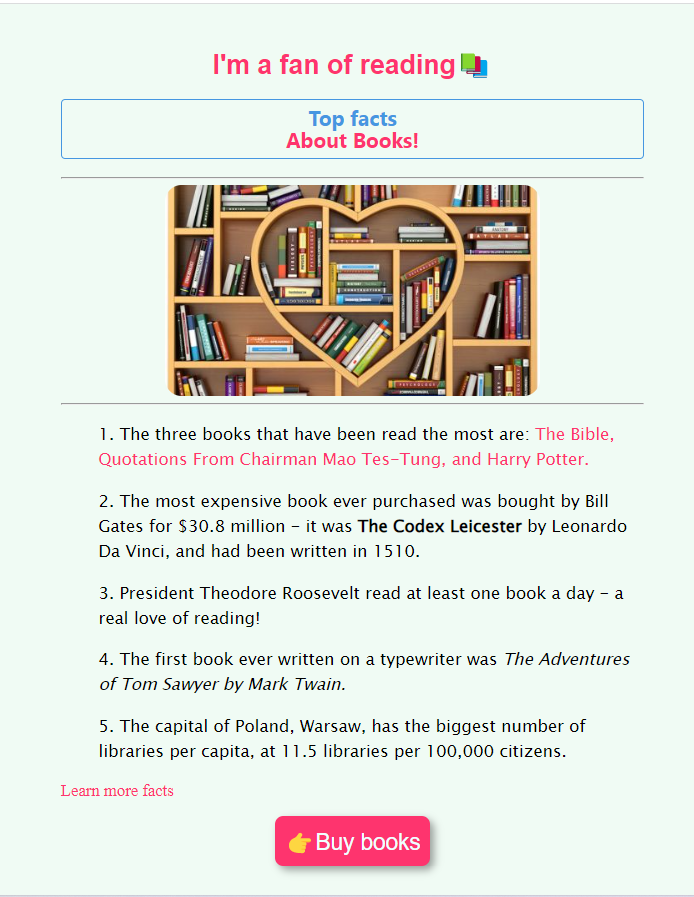 I'm a fan of reading📚
Top facts
About Books!
1. The three books that have been read the most are: The Bible,
Quotations From Chairman Mao Tes-Tung, and Harry Potter.
2. The most expensive book ever purchased was bought by Bill
Gates for $30.8 million - it was The Codex Leicester by Leonardo
Da Vinci, and had been written in 1510.
3. President Theodore Roosevelt read at least one book a day - a
real love of reading!
4. The first book ever written on a typewriter was The Adventures
of Tom Sawyer by Mark Twain.
5. The capital of Poland, Warsaw, has the biggest number of
libraries per capita, at 11.5 libraries per 100,000 citizens.
Learn more facts
👉Buy books